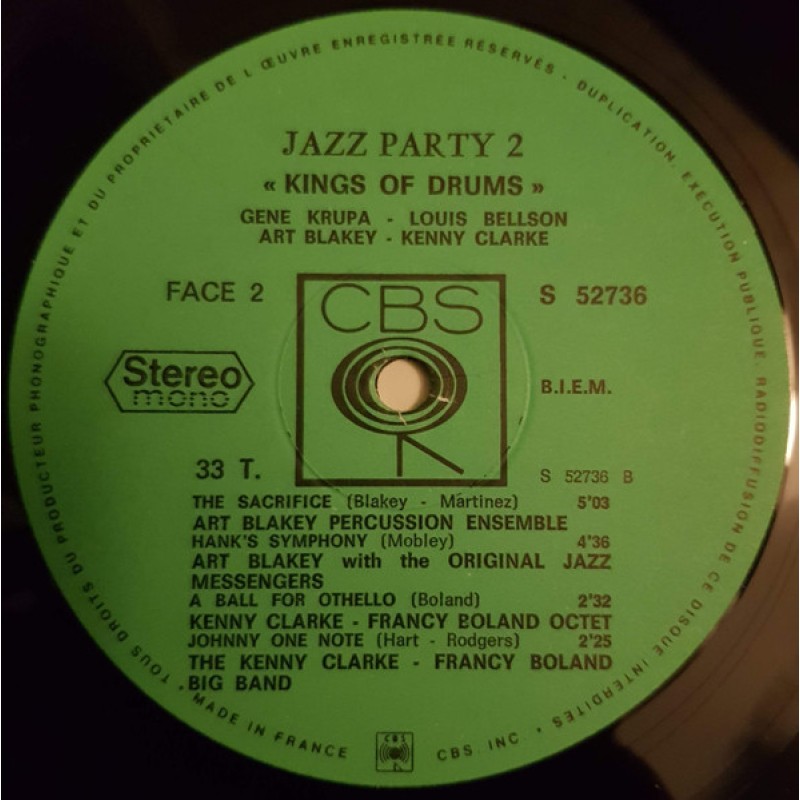 TOUS DROITS DU PRODUCTEUR PHONOGRAPHIQUE ET DU PROPRIETAIRE DE L'ŒUVRE ENREGISTRÉE RÉSERVÉS - DUPLICATION, EXÉCUTION PUBLIQUE, RADIODIFFUSION DE CE DISQUE INTERDITES •
JAZZ PARTY 2
« KINGS OF DRUMS »
GENE KRUPA - LOUIS BELLSON
ART BLAKEY - KENNY CLARKE
FACE 2
CBS
S 52736
Stereo
mono
B.I.E.M.
33 T.
S 52736 B
THE SACRIFICE (Blakey - Martinez) 5'03
ART BLAKEY PERCUSSION ENSEMBLE
HANK'S SYMPHONY (Mobley) 4'36
ART BLAKEY with the ORIGINAL JAZZ
MESSENGERS
A BALL FOR OTHELLO (Boland) 2'32
KENNY CLARKE - FRANCY BOLAND OCTET
JOHNNY ONE NOTE (Hart - Rodgers) 2'25
THE KENNY CLARKE - FRANCY BOLAND
BIG BAND
• MADE IN FRANCE
CBS
CBS. INC.